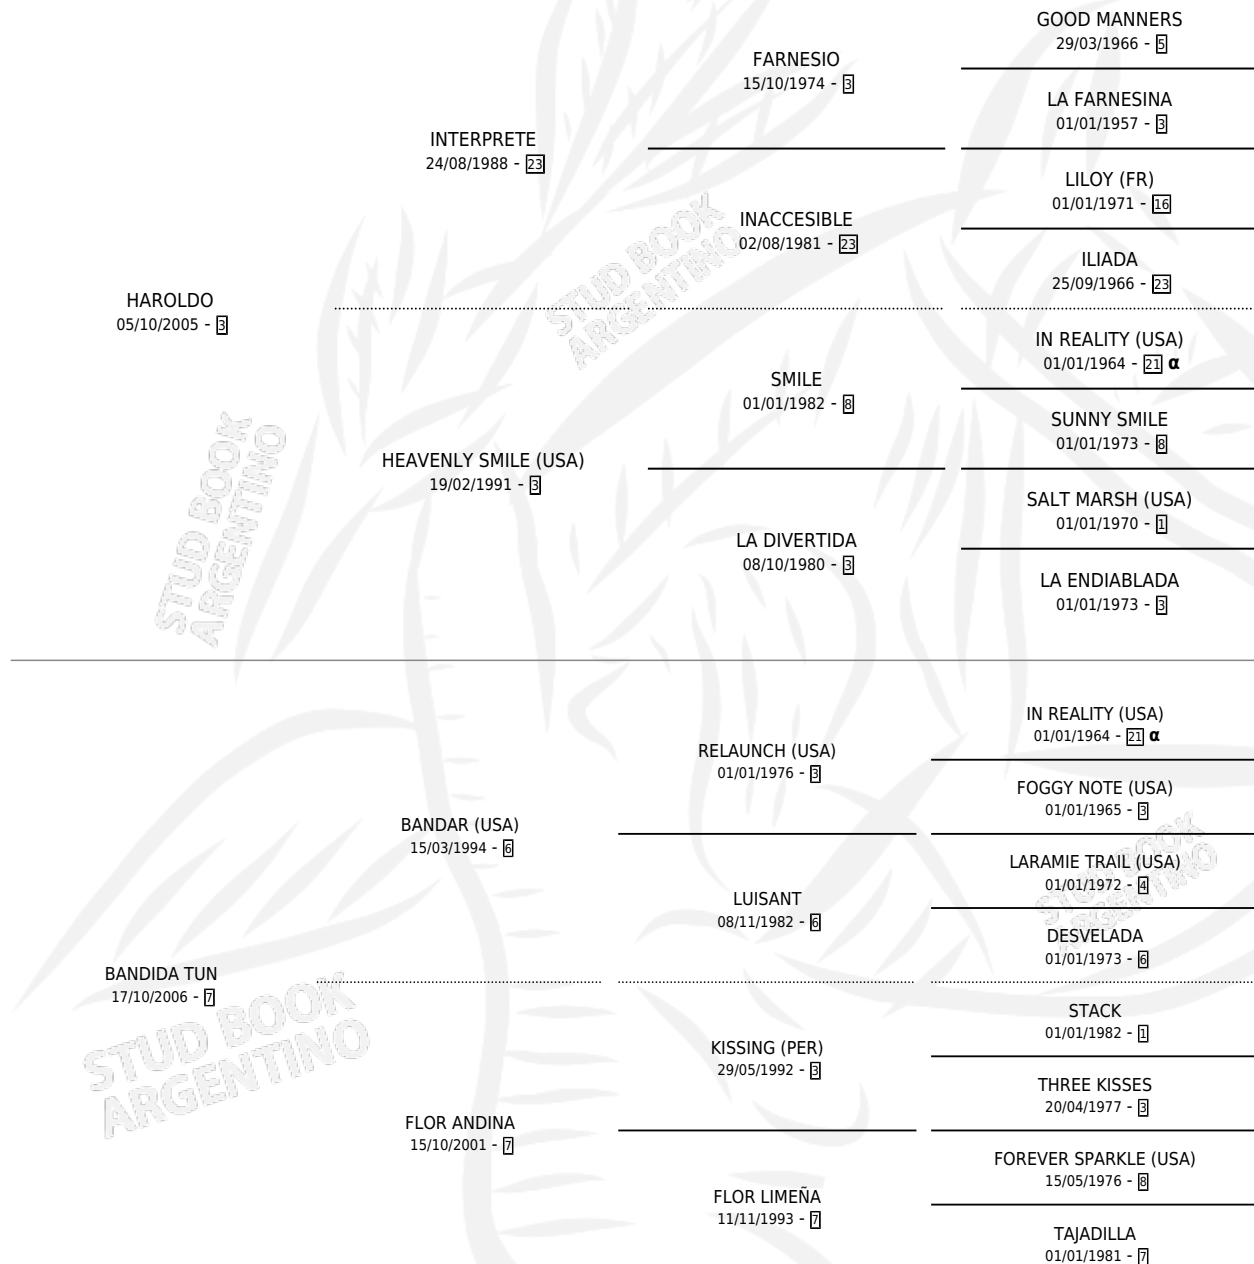 HAROLDO
05/10/2005 - 3
INTERPRETE
24/08/1988 - 23
FARNESIO
15/10/1974 - 3
GOOD MANNERS
29/03/1966 - 5
LA FARNESINA
01/01/1957 - 3
INACCESIBLE
02/08/1981 - 23
LILOY (FR)
01/01/1971 - 16
ILIADA
25/09/1966 - 23
HEAVENLY SMILE (USA)
19/02/1991 - 3
SMILE
01/01/1982 - 8
IN REALITY (USA)
01/01/1964 - 21 α
SUNNY SMILE
01/01/1973 - 8
LA DIVERTIDA
08/10/1980 - 3
SALT MARSH (USA)
01/01/1970 - 1
LA ENDIABLADA
01/01/1973 - 3
BANDIDA TUN
17/10/2006 - 7
BANDAR (USA)
15/03/1994 - 6
RELAUNCH (USA)
01/01/1976 - 3
IN REALITY (USA)
01/01/1964 - 21 α
FOGGY NOTE (USA)
01/01/1965 - 3
LUISANT
08/11/1982 - 6
LARAMIE TRAIL (USA)
01/01/1972 - 4
DESVELADA
01/01/1973 - 6
FLOR ANDINA
15/10/2001 - 7
KISSING (PER)
29/05/1992 - 3
STACK
01/01/1982 - 1
THREE KISSES
20/04/1977 - 3
FLOR LIMEÑA
11/11/1993 - 7
FOREVER SPARKLE (USA)
15/05/1976 - 8
TAJADILLA
01/01/1981 - 7
STUD BOOK
ARGENTINO
STUD BOOK
ARGENTINO
STUD BOOK
ARGENTINO
STUD BOOK
ARGENTINO